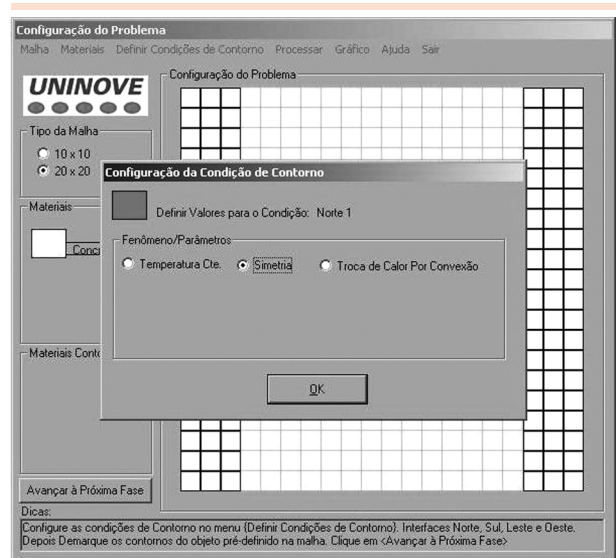 Configuração do Problema
Malha Materiais Definir Condições de Contorno Processar Gráfico Ajuda Sair
UNINOVE
Configuração do Problema
Tipo da Malha
10 x 10
20 x 20
Configuração da Condição de Contorno
Definir Valores para o Condição: Norte 1
Materiais
Fenômeno/Parâmetros
Temperatura Cte. Simetria Troca de Calor Por Convexão
OK
Avançar à Próxima Fase
Dicas:
Configure as condições de Contorno no menu (Definir Condições de Contorno). Interfaces Norte, Sul, Leste e Oeste.
Depois Demarque os contornos do objeto pré-definido na malha. Clique em <Avançar à Próxima Fase>